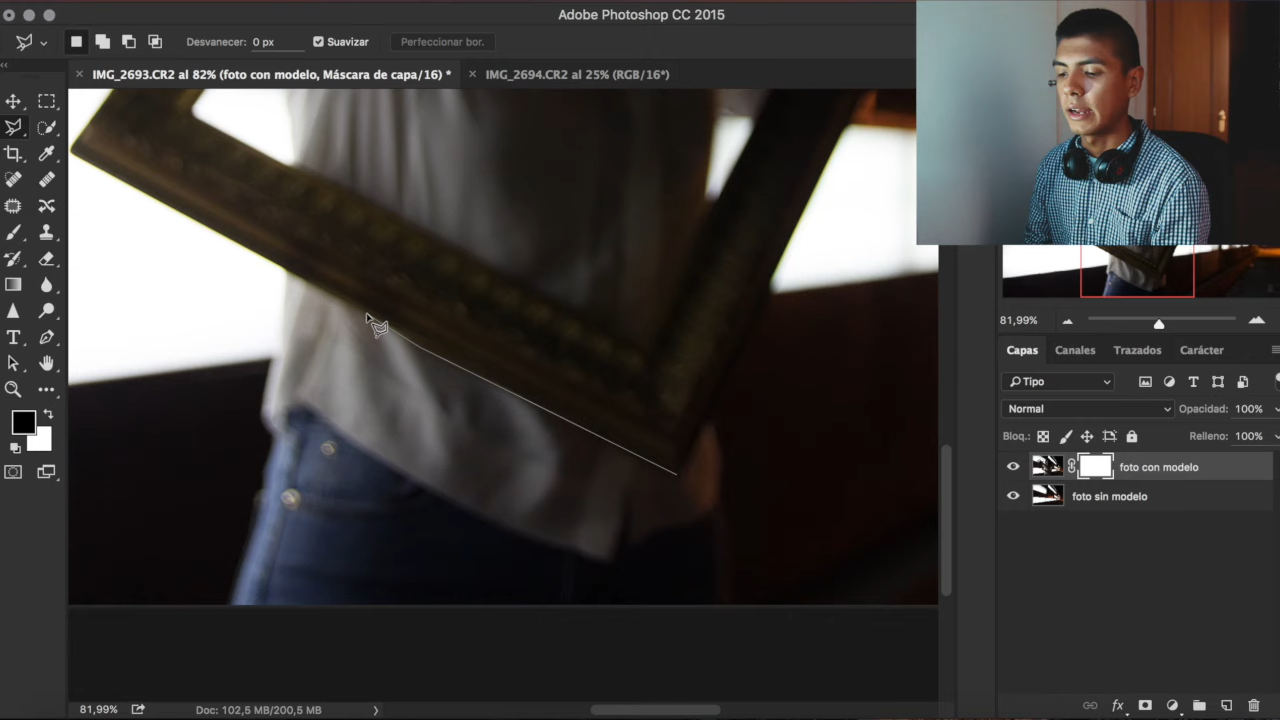 Adobe Photoshop CC 2015
Desvanecer: 0 px
Suavizar
Perfeccionar bor.
IMG_2693.CR2 al 82% (foto con modelo, Máscara de capa/16) *
IMG_2694.CR2 al 25% (RGB/16*)
81,99%
Capas
Canales
Trazados
Carácter
Tipo
Normal
Opacidad: 100%
Bloq.:
Relleno: 100%
foto con modelo
foto sin modelo
81,99%
Doc: 102,5 MB/200,5 MB